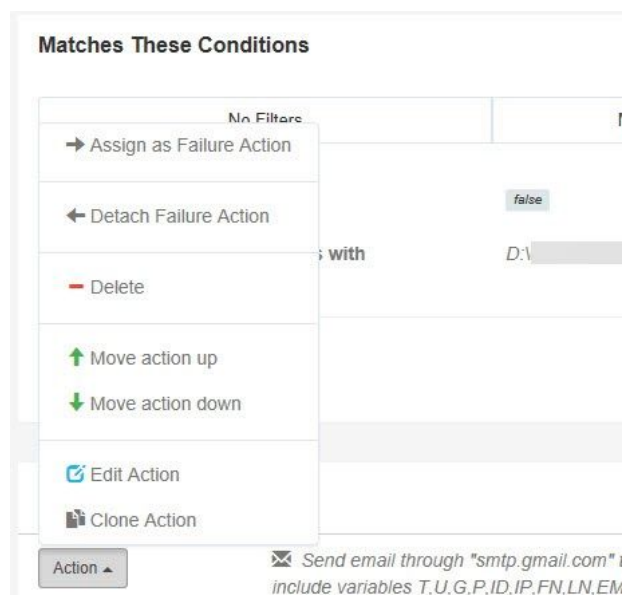 Matches These Conditions
No Filters
Assign as Failure Action
false
Detach Failure Action
s with D:\
Delete
Move action up
Move action down
Edit Action
Clone Action
Action
Send email through "smtp.gmail.com"
include variables T,U,G,P,ID,IP,FN,LN,EM